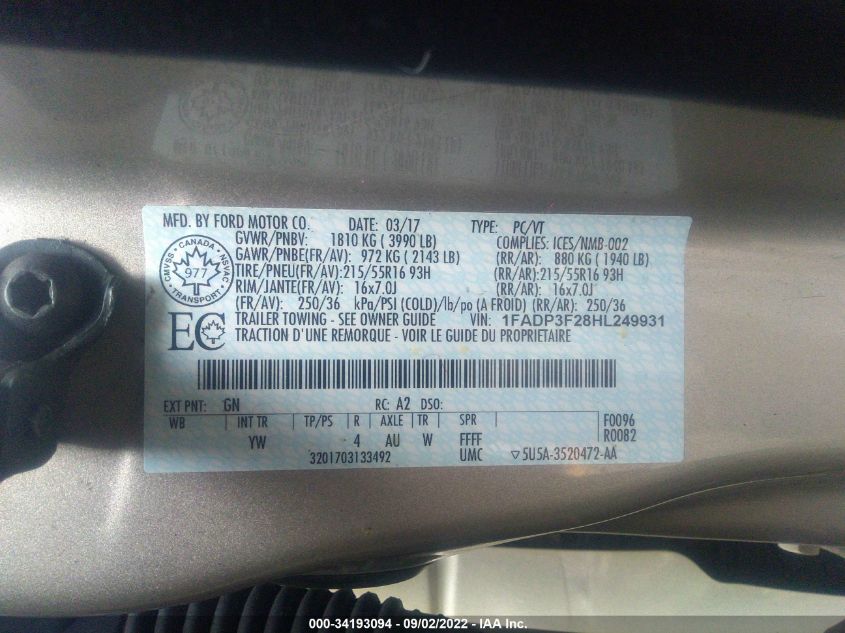 MFD. BY FORD MOTOR CO. DATE: 03/17 TYPE: PC/VT
GVWR/PNBV: 1810 KG ( 3990 LB) COMPLIES: ICES/NMB-002
GAWR/PNBE(FR/AV): 972 KG ( 2143 LB) (RR/AR): 880 KG ( 1940 LB)
TIRE/PNEU(FR/AV): 215/55R16 93H (RR/AR): 215/55R16 93H
RIM/JANTE(FR/AV): 16x7.0J (RR/AR): 16x7.0J
(FR/AV): 250/36 kPa/PSI (COLD)/lb/po (A FROID) (RR/AR): 250/36
TRAILER TOWING - SEE OWNER GUIDE VIN: 1FADP3F28HL249931
TRACTION D'UNE REMORQUE - VOIR LE GUIDE DU PROPRIO
CANADA
CMVSS
977
NSVAC
TRANSPORT
EC
EXT PNT: GN RC: A2 DSO:
WB INT TR TP/PS R AXLE TR SPR F0096
YW 4 AU W FFFF R0082
3201703133492 UMC ▽5U5A-3520472-AA
000-34193094 - 09/02/2022 - IAA Inc.